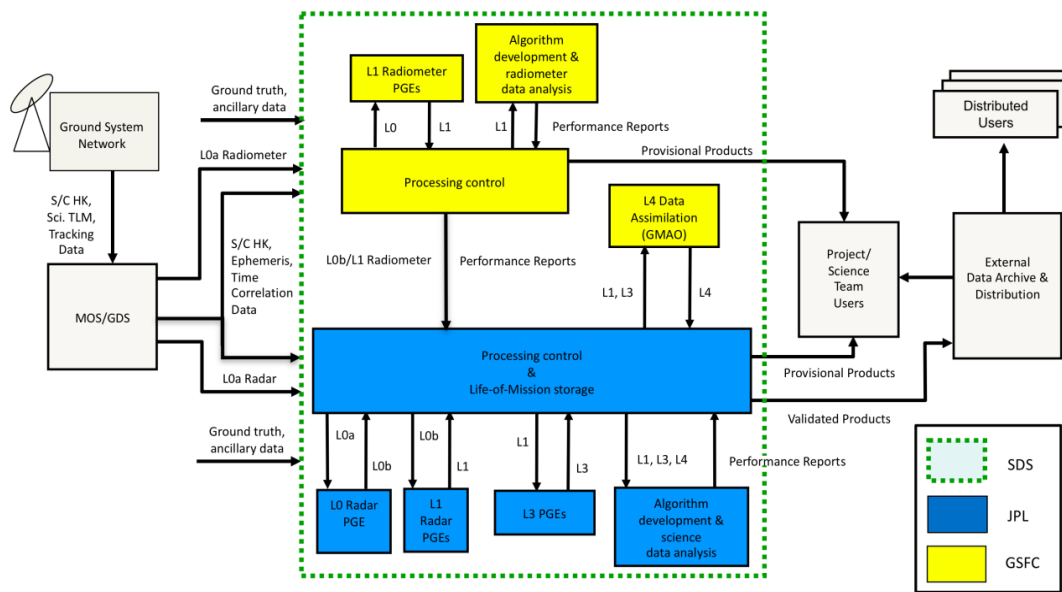 Ground System
Network
S/C HK,
Sci. TLM,
Tracking
Data
MOS/GDS
Ground truth,
ancillary data
L0a Radiometer
S/C HK,
Ephemeris,
Time
Correlation
Data
L0a Radar
Ground truth,
ancillary data
L1 Radiometer
PGEs
Algorithm
development &
radiometer
data analysis
L0
L1
L1
Performance Reports
Processing control
Provisional Products
L4 Data
Assimilation
(GMAO)
L0b/L1 Radiometer
Performance Reports
L1, L3
L4
Processing control
&
Life-of-Mission storage
L0a
L0b
L0b
L1
L1
L3
L1, L3, L4
Performance Reports
L0 Radar
PGE
L1
Radar
PGEs
L3 PGEs
Algorithm
development &
science
data analysis
Distributed
Users
Project/
Science
Team
Users
External
Data Archive &
Distribution
Provisional Products
Validated Products
SDS
JPL
GSFC